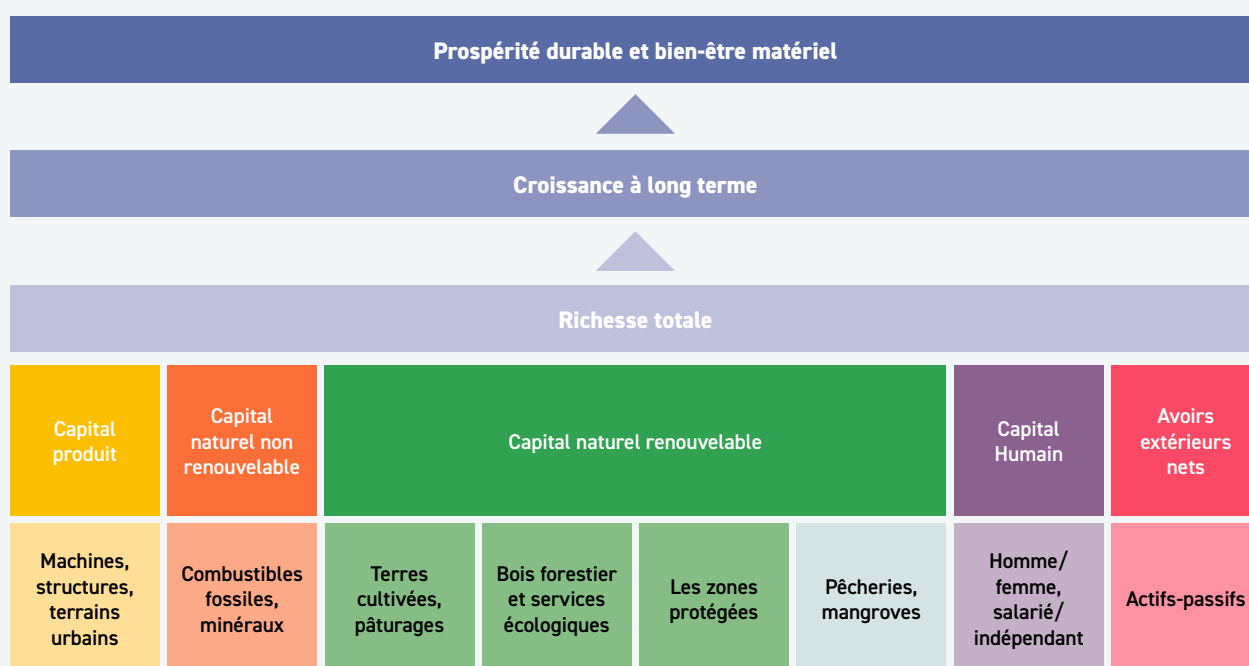 Prospérité durable et bien-être matériel
Croissance à long terme
Richesse totale
Capital
produit
Capital
naturel non
renouvelable
Capital naturel renouvelable
Capital
Humain
Avoirs
extérieurs
nets
Machines,
structures,
terrains
urbains
Combustibles
fossiles,
minéraux
Terres
cultivées,
pâturages
Bois forestier
et services
écologiques
Les zones
protégées
Pêcheries,
mangroves
Homme/
femme,
salarié/
indépendant
Actifs-passifs